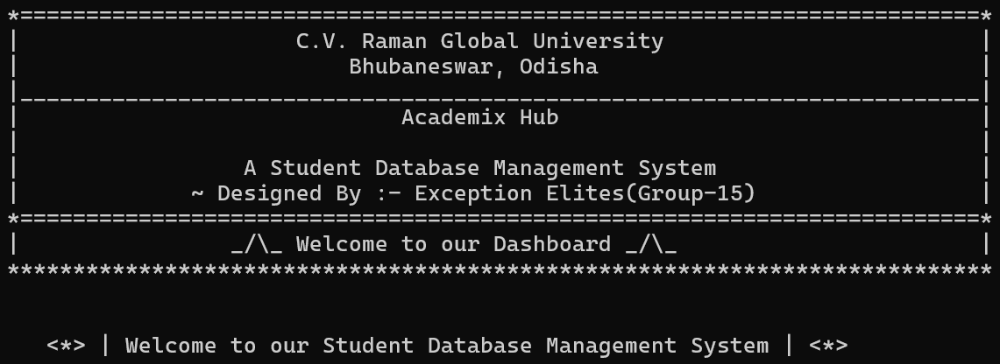 *=========================================================================*
|                     C.V. Raman Global University                        |
|                         Bhubaneswar, Odisha                             |
|_________________________________________________________________________|
|                             Academix Hub                                |
|                                                                         |
|                 A Student Database Management System                    |
|             ~ Designed By :- Exception Elites(Group-15)                 |
*=========================================================================*
|                _/\_ Welcome to our Dashboard _/\_                       |
***************************************************************************
<*> | Welcome to our Student Database Management System | <*>